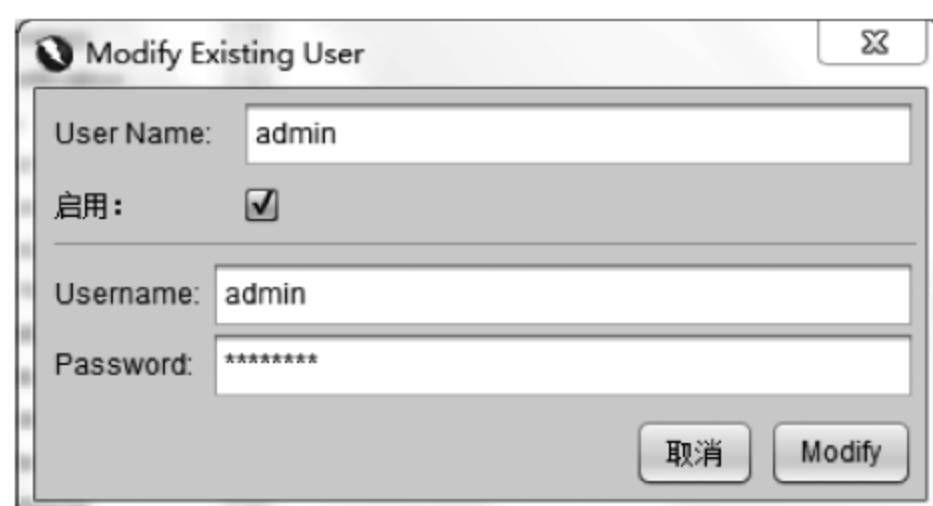 Modify Existing User
User Name: admin
启用：
Username: admin
Password: ********
取消 Modify